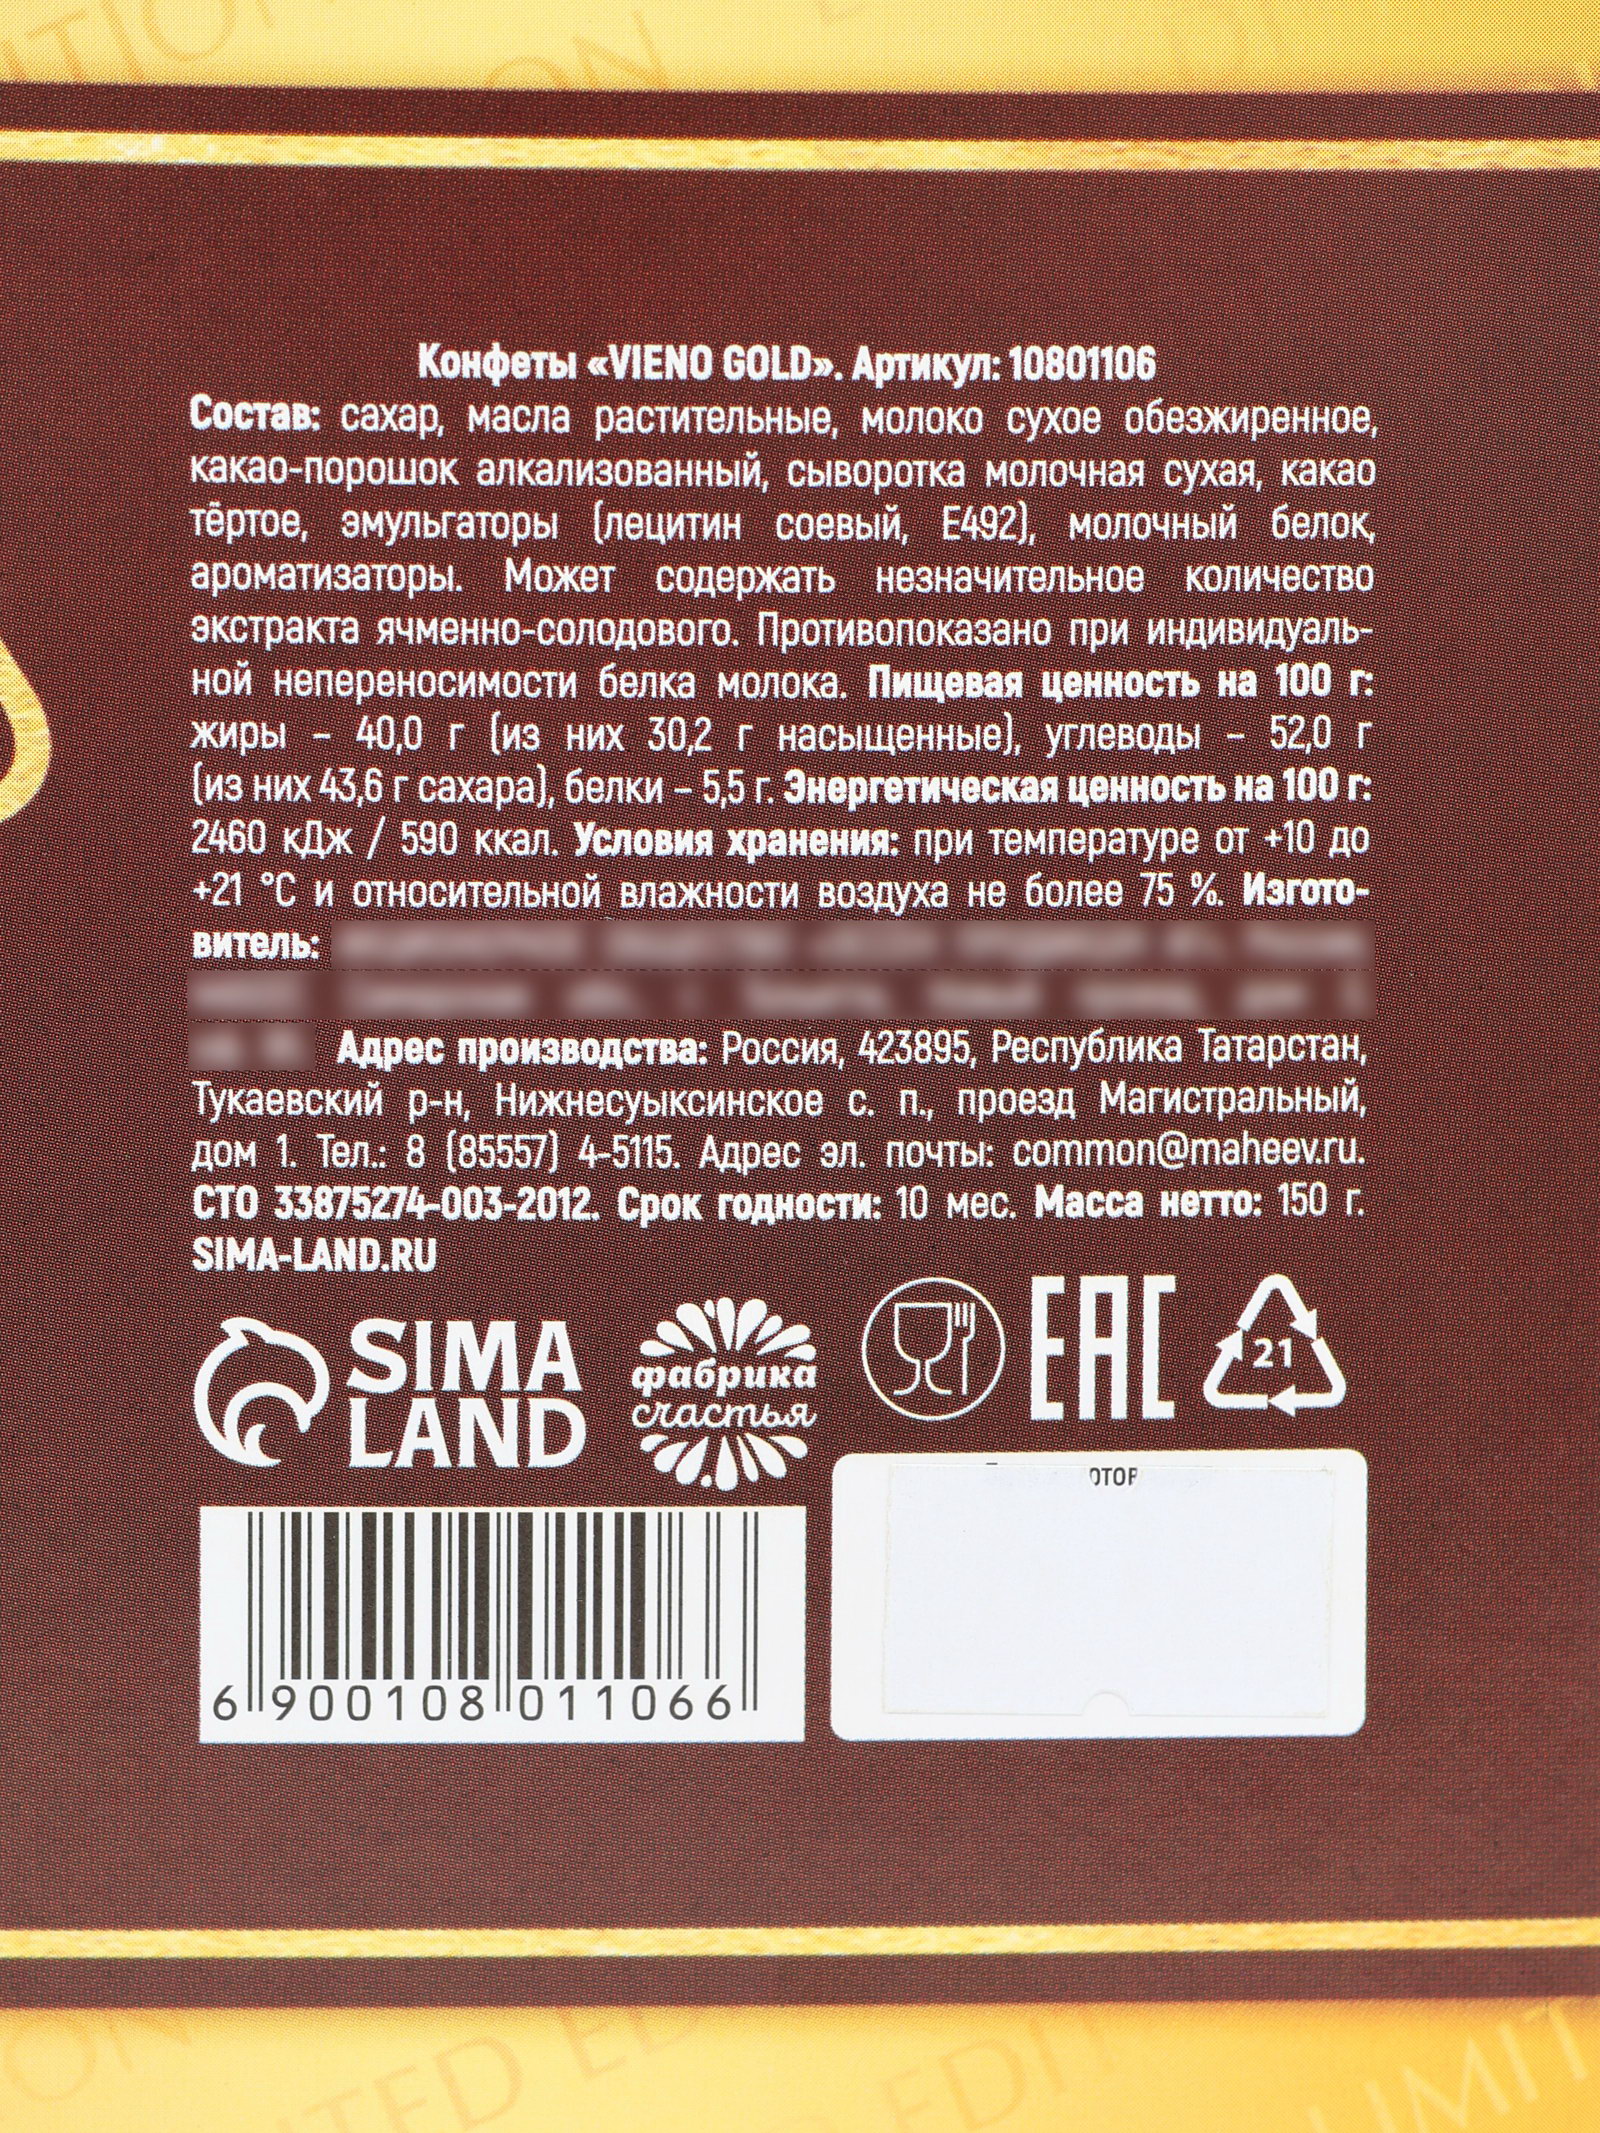 Конфеты «VIENO GOLD». Артикул: 10801106
Состав: сахар, масла растительные, молоко сухое обезжиренное,
какао-порошок алкализованный, сыворотка молочная сухая, какао
тёртое, эмульгаторы (лецитин соевый, Е492), молочный белок,
ароматизаторы. Может содержать незначительное количество
экстракта ячменно-солодового. Противопоказано при индивидуаль-
ной непереносимости белка молока. Пищевая ценность на 100 г:
жиры – 40,0 г (из них 30,2 г насыщенные), углеводы – 52,0 г
(из них 43,6 г сахара), белки – 5,5 г. Энергетическая ценность на 100 г:
2460 кДж / 590 ккал. Условия хранения: при температуре от +10 до
+21 °С и относительной влажности воздуха не более 75 %. Изгото-
витель:
Адрес производства: Россия, 423895, Республика Татарстан,
Тукаевский р-н, Нижнесуыксинское с. п., проезд Магистральный,
дом 1. Тел.: 8 (85557) 4-5115. Адрес эл. почты: common@maheev.ru.
СТО 33875274-003-2012. Срок годности: 10 мес. Масса нетто: 150 г.
SIMA-LAND.RU
SIMA
LAND
фабрика
счастья
EAC
21
6 900108 011066
LIMITED EDITION